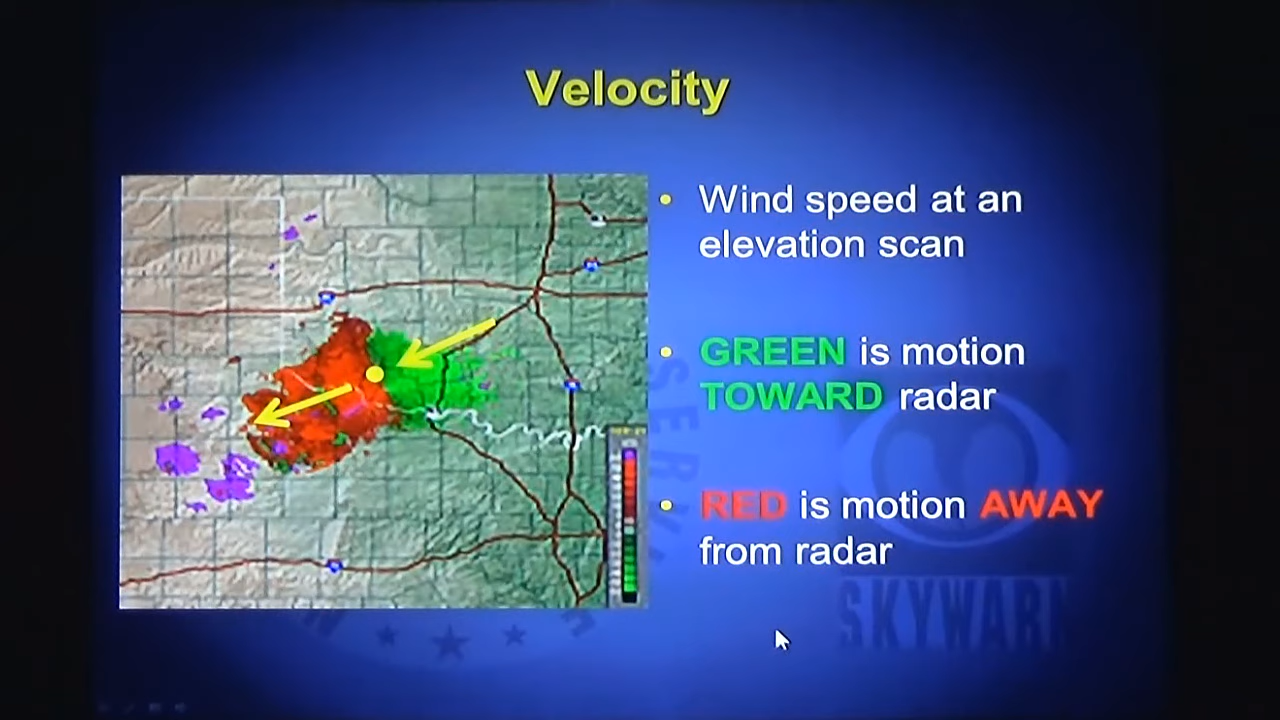 Velocity
Wind speed at an
elevation scan
GREEN is motion
TOWARD radar
RED is motion AWAY
from radar
SKYWARN